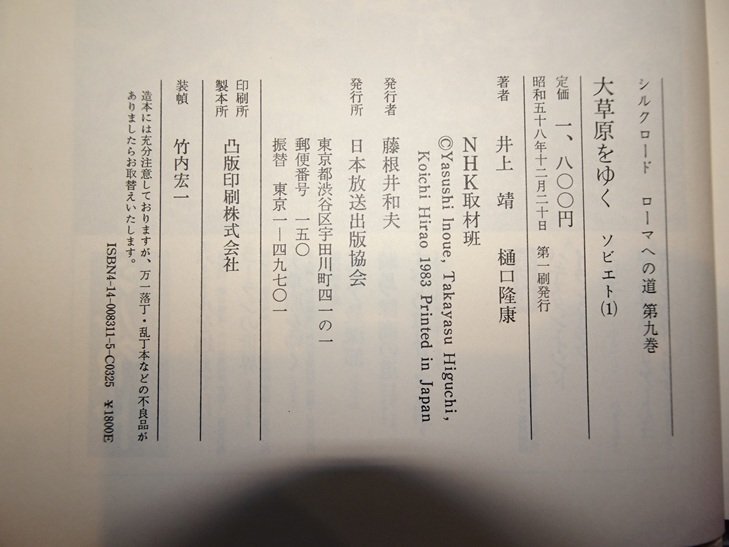 シルクロード ローマへの道 第九巻
大草原をゆく ソビエト(1)
定価 一、八〇〇円
昭和五十八年十二月二十日 第一刷発行
著者 井上 靖 樋口隆康
NHK取材班
©Yasushi Inoue, Takayasu Higuchi,
Koichi Hirao 1983 Printed in Japan
発行者 藤根井和夫
発行所 日本放送出版協会
東京都渋谷区宇田川町四一の一
郵便番号 一五〇
振替 東京一―四九七〇一
印刷所
製本所 凸版印刷株式会社
装幀 竹内宏一
造本には充分注意しておりますが、万一落丁・乱丁本などの不良品が
ありましたらお取替えいたします。
ISBN4-14-008311-5-C0325 ¥1800E